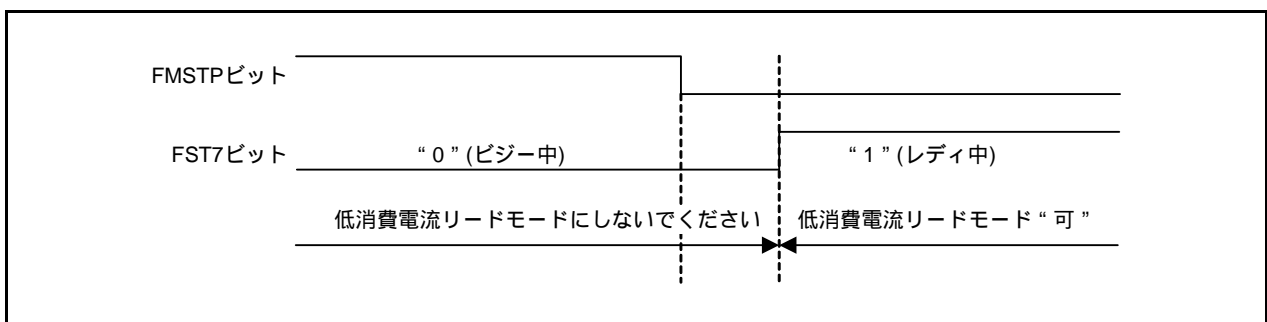 FMSTPビット
FST7ビット
“ 0 ” (ビジー中)
“ 1 ” (レディ中)
低消費電流リードモードにしないでください
低消費電流リードモード “ 可 ”